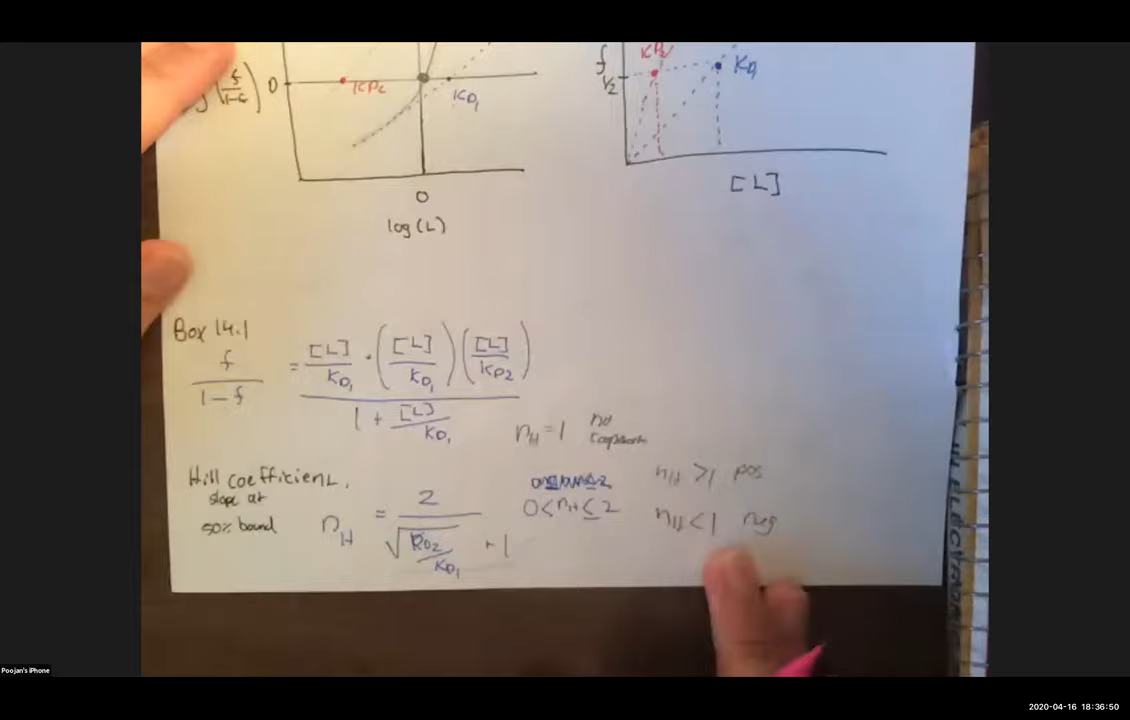 log(f/1-f)
0
KD2
KD1
0
log(L)
f
1/2
KD2
KD1
[L]
Box 14.1
f/1-f = [L]/KD1 · ([L]/KD1)([L]/KD2) / 1 + [L]/KD1
nH = 1 no
Hill coefficient,
slope at
50% bound
nH = 2/√KD2/KD1 + 1
0<nH≤2
nH >1 pos
nH <1 neg
Poojan's iPhone
2020-04-16 18:36:50